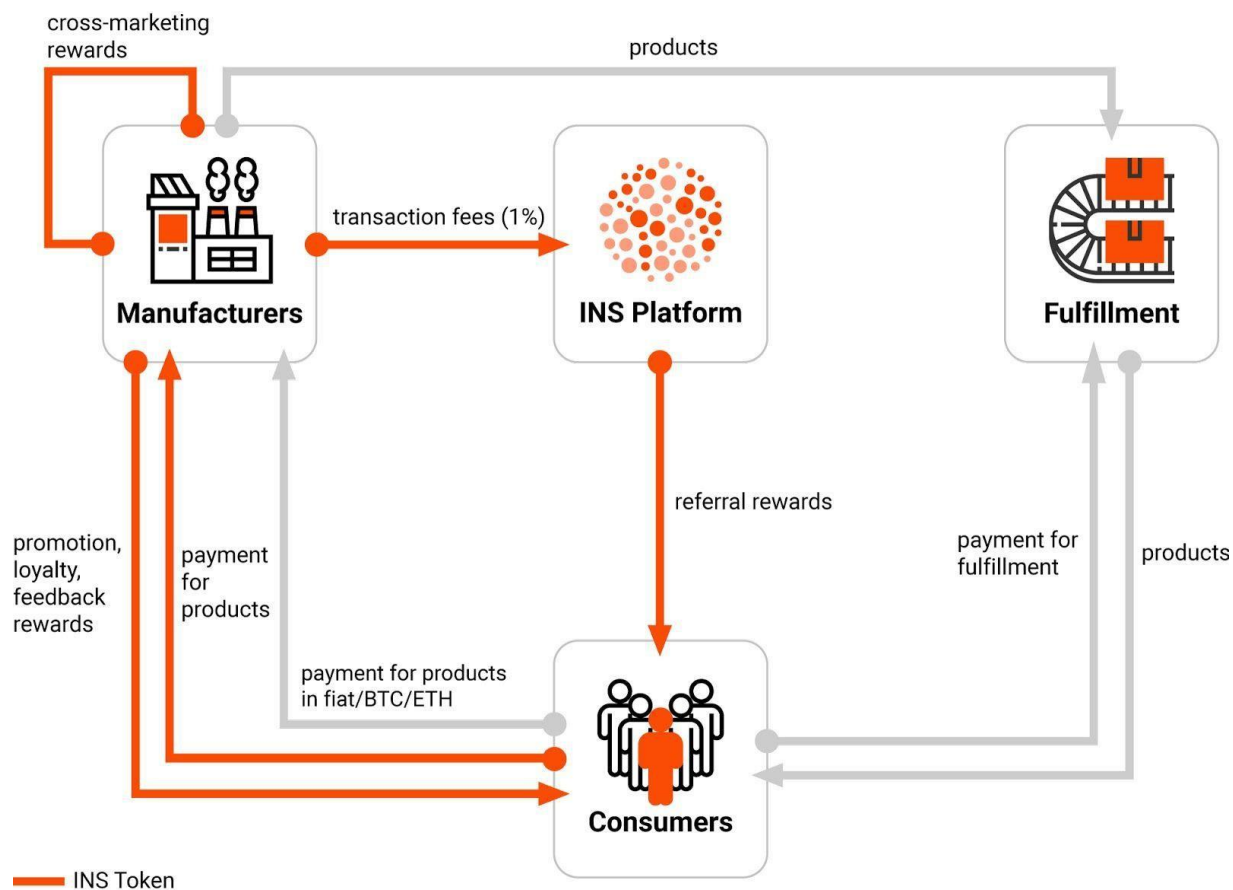 cross-marketing
rewards
products
transaction fees (1%)
Manufacturers
INS Platform
Fulfillment
referral rewards
promotion,
loyalty,
feedback
rewards
payment
for
products
payment for
fulfillment
products
payment for products
in fiat/BTC/ETH
Consumers
INS Token